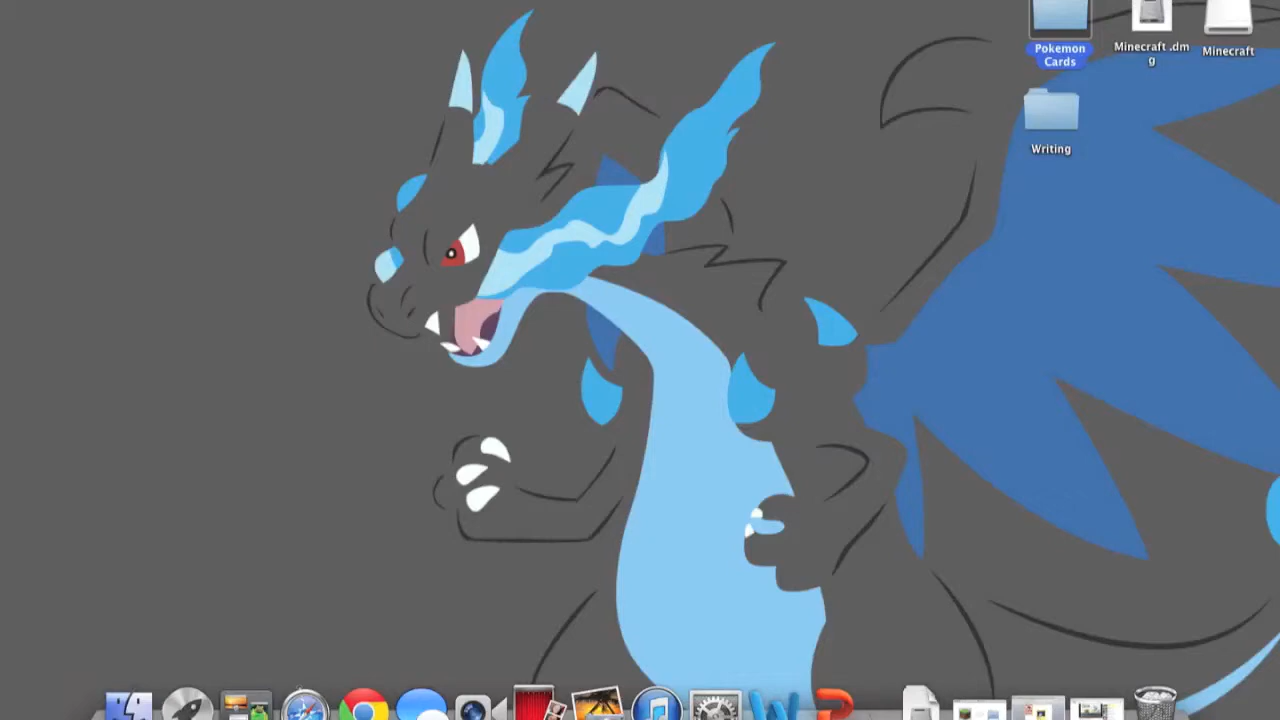 Pokemon
Cards
Minecraft .dm
g
Minecraft
Writing